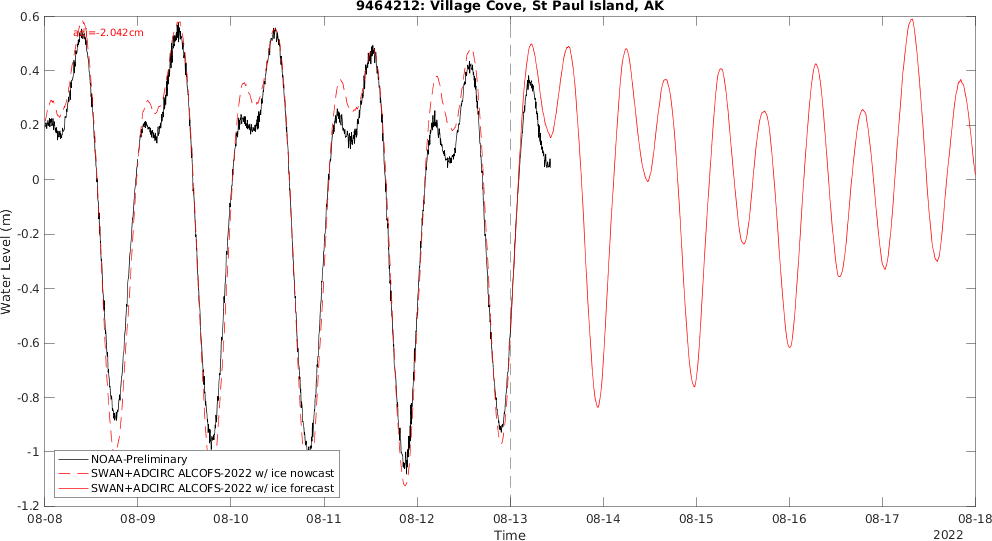 9464212: Village Cove, St Paul Island, AK
=-2.042cm
0.6
0.4
0.2
0
-0.2
-0.4
-0.6
-0.8
-1
-1.2
Water Level (m)
NOAA-Preliminary
SWAN+ADCIRC ALCOFS-2022 w/ ice nowcast
SWAN+ADCIRC ALCOFS-2022 w/ ice forecast
08-08 08-09 08-10 08-11 08-12 08-13 08-14 08-15 08-16 08-17 08-18
Time
2022